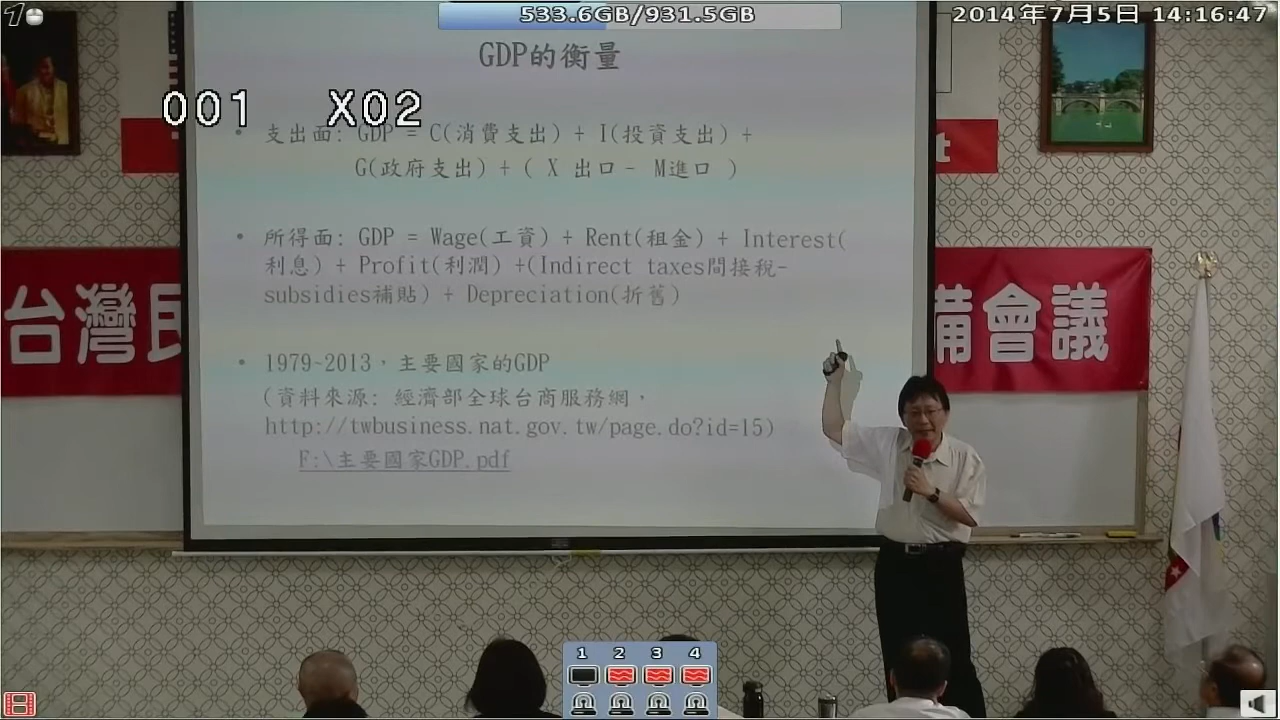 533.6GB/931.5GB
2014年7月5日 14:16:47
GDP的衡量
001 X02
• 支出面: GDP = C(消費支出) + I(投資支出) +
G(政府支出) + ( X 出口 - M進口 )
t
• 所得面: GDP = Wage(工資) + Rent(租金) + Interest(
利息) + Profit(利潤) +(Indirect taxes間接稅-
subsidies補貼) + Depreciation(折舊)
台灣民
備會議
• 1979~2013，主要國家的GDP
(資料來源: 經濟部全球台商服務網，
http://twbusiness.nat.gov.tw/page.do?id=15)
F:\主要國家GDP.pdf
1 2 3 4